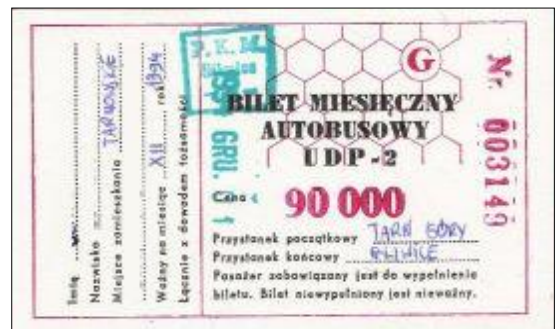 Imię
Nazwisko
Miejsce zamieszkania TARNOWSKIE
Ważny na miesiąc XII rok 1994
Łącznie z dowodem tożsamości
P.K.M.
GRU. 1
G
BILET MIESIĘCZNY
AUTOBUSOWY
UDP-2
Cena
90 000
Przystanek początkowy TARN GÓRY
Przystanek końcowy GLIWICE
Pasażer zobowiązany jest do wypełnienia
biletu. Bilet niewypełniony jest nieważny.
Nr 003149